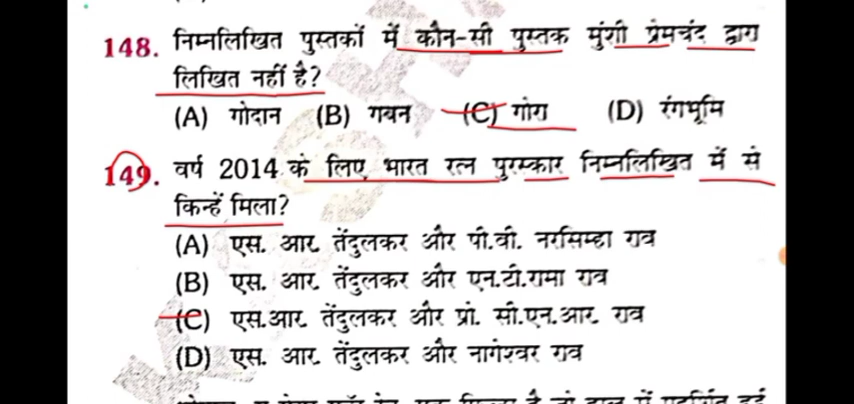 148. निम्नलिखित पुस्तकों में कौन-सी पुस्तक मुंशी प्रेमचंद द्वारा
लिखित नहीं है?
(A) गोदान (B) गबन (C) गोरा (D) रंगभूमि
149. वर्ष 2014 के लिए भारत रत्न पुरस्कार निम्नलिखित में से
किन्हें मिला?
(A) एस. आर. तेंदुलकर और पी.वी. नरसिम्हा राव
(B) एस. आर. तेंदुलकर और एन.टी.रामा राव
(C) एस.आर. तेंदुलकर और प्रो. सी.एन.आर. राव
(D) एस. आर. तेंदुलकर और नागेश्वर राव